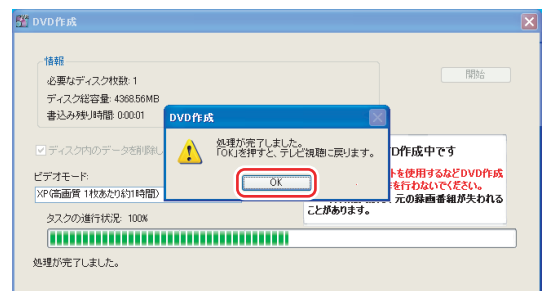 DVD作成
情報
必要なディスク枚数: 1
ディスク総容量: 4368.56MB
書込み残り時間: 0:00:01
開始
DVD作成
処理が完了しました。
「OK」を押すと、テレビ視聴に戻ります。
OK
ディスク内のデータを削除し
D作成中です
トを使用するなどDVD作成
を行わないでください。
元の録画番組が失われる
ことがあります。
ビデオモード:
XP(高画質 1枚あたり約1時間)
タスクの進行状況: 100%
処理が完了しました。